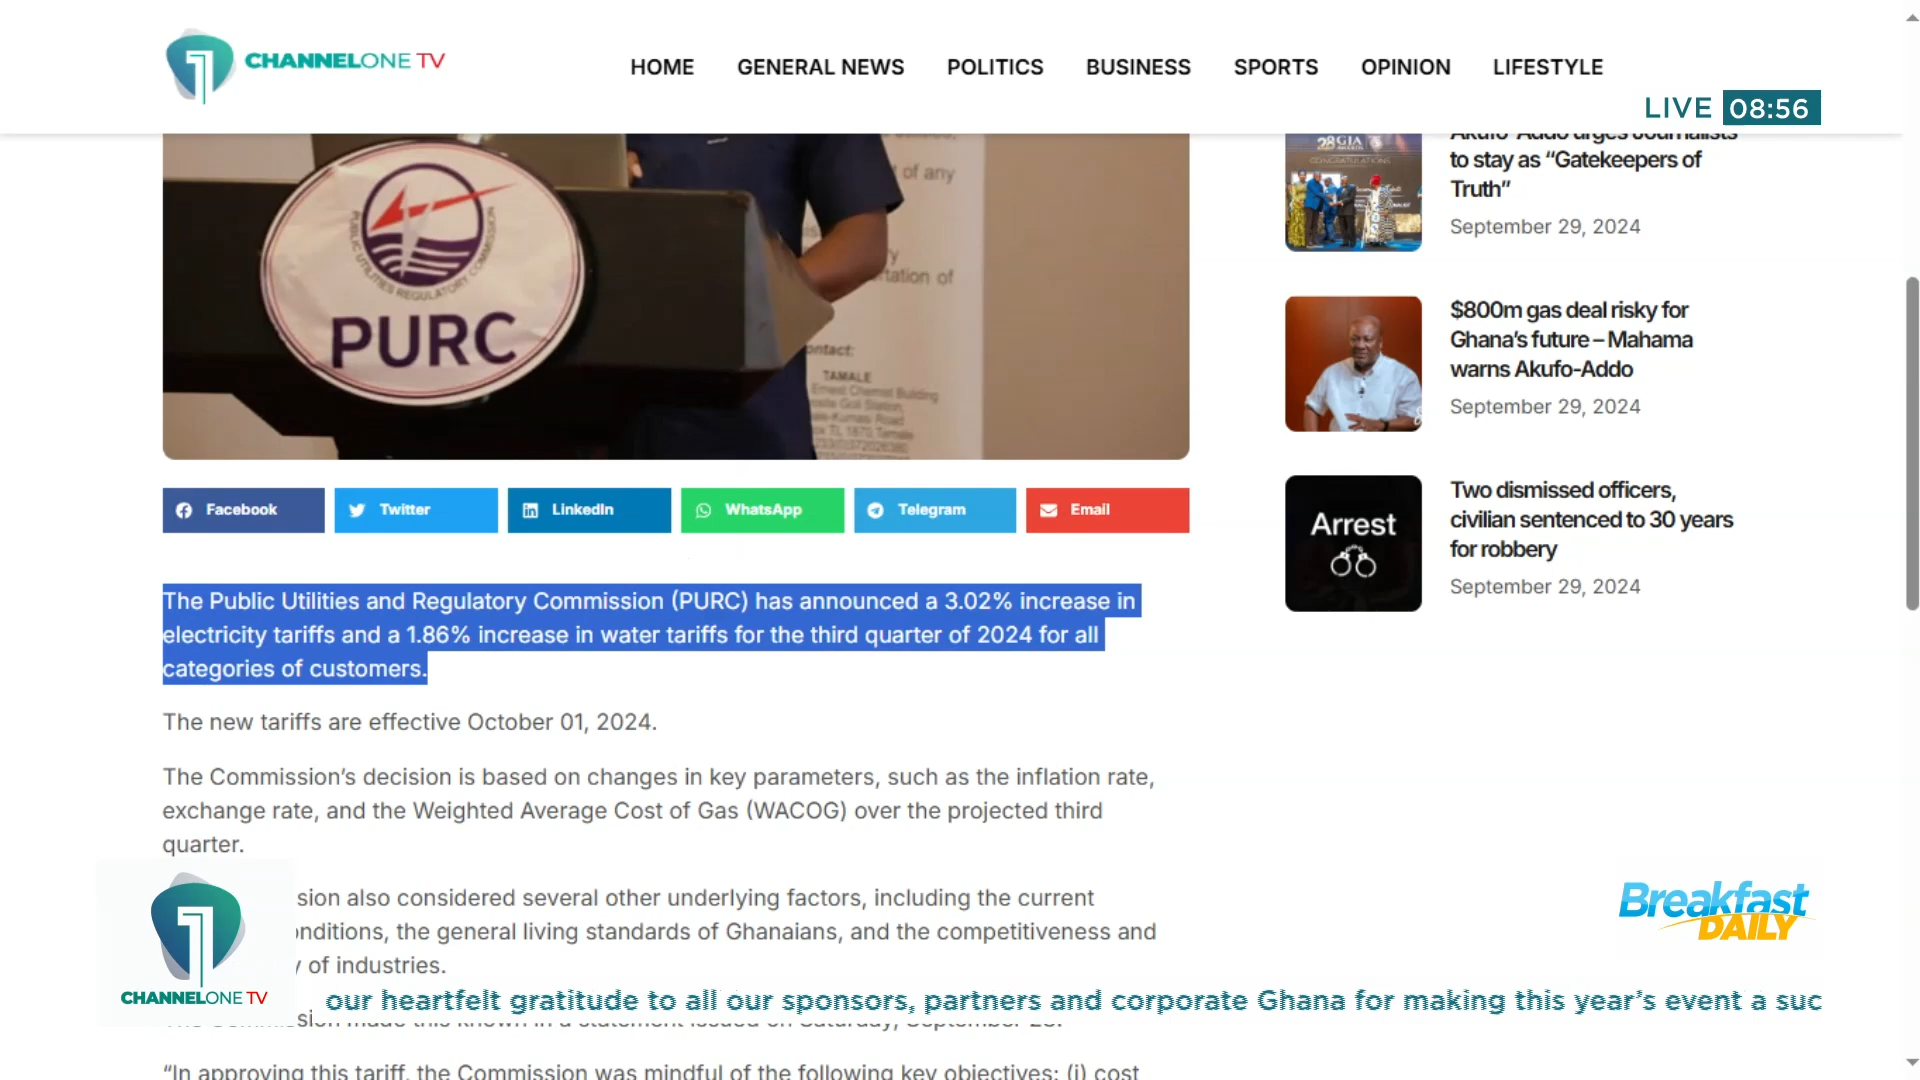 CHANNELONE TV
HOME GENERAL NEWS POLITICS BUSINESS SPORTS OPINION LIFESTYLE
LIVE 08:56
of any
tation of
PUBLIC UTILITIES REGULATORY COMMISSION
PURC
ontact:
TAMALE
Akufo-Addo urges Journalists
to stay as “Gatekeepers of
Truth”
September 29, 2024
$800m gas deal risky for
Ghana’s future – Mahama
warns Akufo-Addo
September 29, 2024
Arrest
Two dismissed officers,
civilian sentenced to 30 years
for robbery
September 29, 2024
Facebook Twitter LinkedIn WhatsApp Telegram Email
The Public Utilities and Regulatory Commission (PURC) has announced a 3.02% increase in
electricity tariffs and a 1.86% increase in water tariffs for the third quarter of 2024 for all
categories of customers.
The new tariffs are effective October 01, 2024.
The Commission’s decision is based on changes in key parameters, such as the inflation rate,
exchange rate, and the Weighted Average Cost of Gas (WACOG) over the projected third
quarter.
sion also considered several other underlying factors, including the current
onditions, the general living standards of Ghanaians, and the competitiveness and
y of industries.
Breakfast
DAILY
CHANNELONE TV
our heartfelt gratitude to all our sponsors, partners and corporate Ghana for making this year’s event a suc
“In approving this tariff, the Commission was mindful of the following key objectives: (i) cost